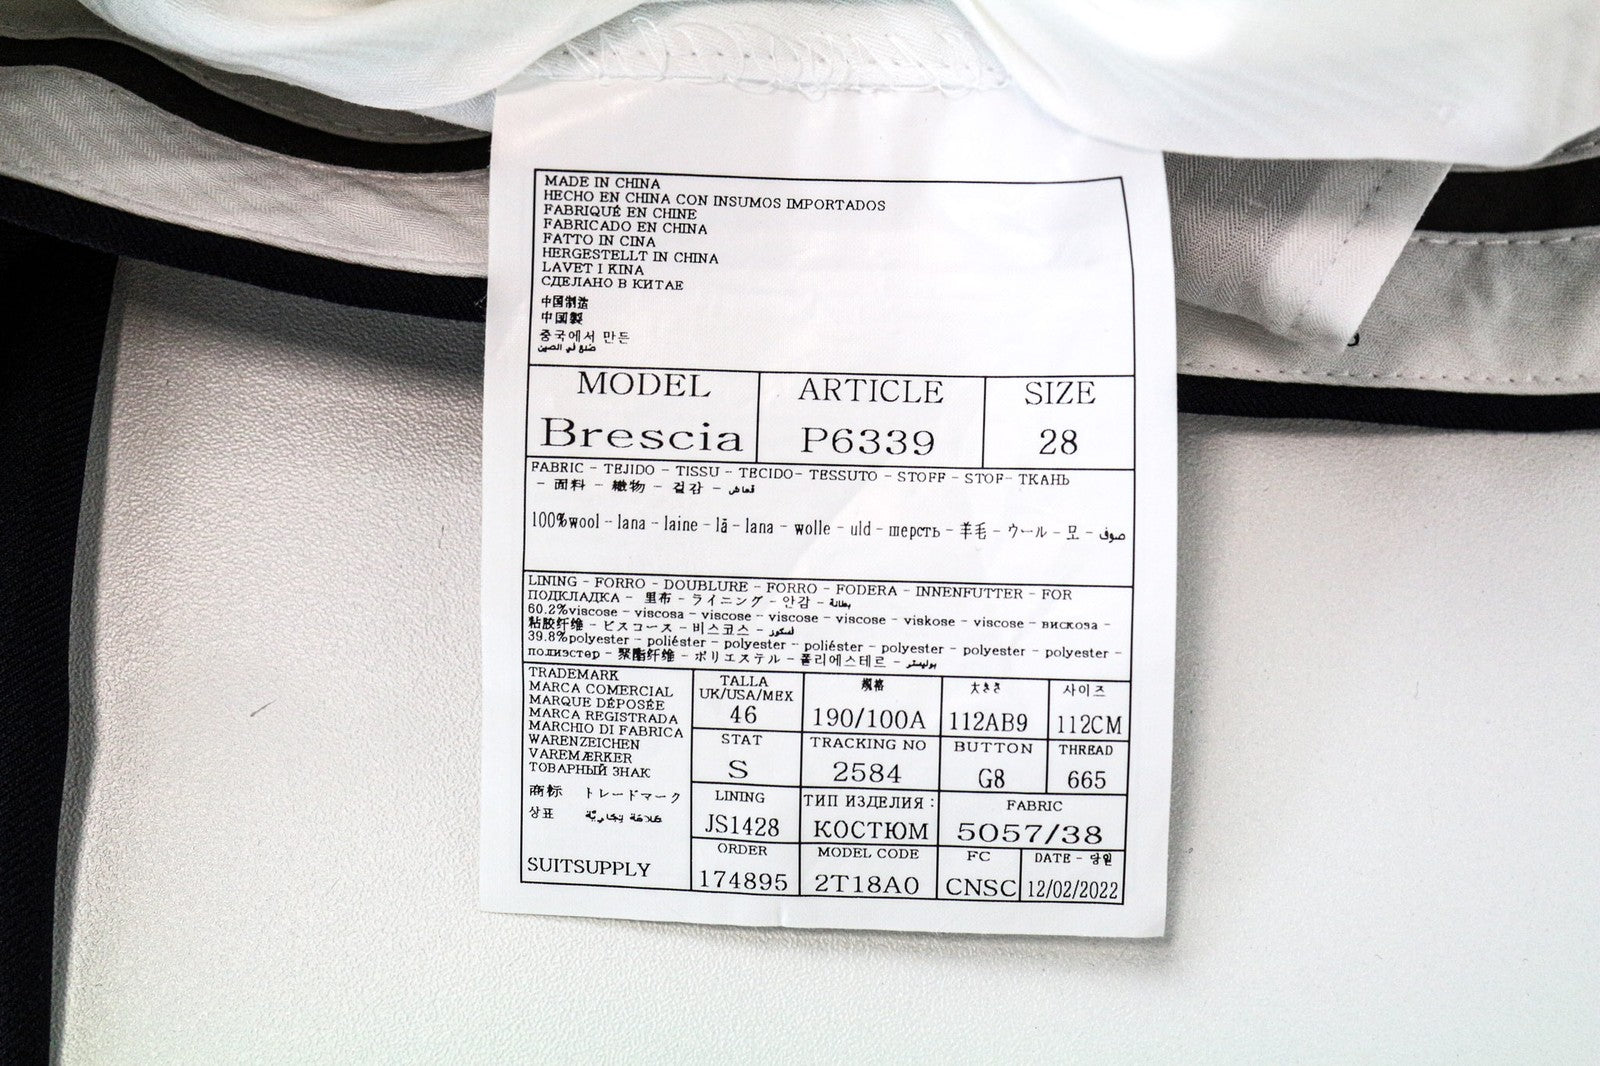 MADE IN CHINA
HECHO EN CHINA CON INSUMOS IMPORTADOS
FABRIQUÉ EN CHINE
FABRICADO EN CHINA
FATTO IN CINA
HERGESTELLT IN CHINA
LAVET I KINA
СДЕЛАНО В КИТАЕ
中国制造
中国製
중국에서 만든
صنع في الصين
MODEL
Brescia
ARTICLE
P6339
SIZE
28
FABRIC - TEJIDO - TISSU - TECIDO- TESSUTO - STOFF - STOF- ТКАНЬ
- 面料 - 織物 - 겉감 - قماش
100%wool - lana - laine - lã - lana - wolle - uld - шерсть - 羊毛 - ウール - 모 - صوف
LINING - FORRO - DOUBLURE - FORRO - FODERA - INNENFUTTER - FOR
ПОДКЛАДКА - 里布 - ライニング - 안감 - بطانة
60.2%viscose - viscosa - viscose - viscose - viscose - viskose - viscose - вискоза -
粘胶纤维 - ビスコース - 비스코스 -
39.8%polyester - poliéster - polyester - poliéster - polyester - polyester - polyester -
полиэстер - 聚酯纤维 - ポリエステル - 폴리에스테르 - بوليستر
TRADEMARK
MARCA COMERCIAL
MARQUE DÉPOSÉE
MARCA REGISTRADA
MARCHIO DI FABRICA
WARENZEICHEN
VAREMÆRKER
ТОВАРНЫЙ ЗНАК
商标 トレードマーク
상표
SUITSUPPLY
TALLA
UK/USA/MEX
46
規格
190/100A
大きさ
112AB9
사이즈
112CM
STAT
S
TRACKING NO
2584
BUTTON
G8
THREAD
665
LINING
JS1428
ТИП ИЗДЕЛИЯ :
КОСТЮМ
FABRIC
5057/38
ORDER
174895
MODEL CODE
2T18A0
FC
CNSC
DATE - 당일
12/02/2022